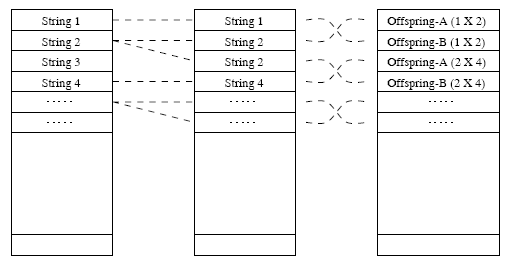 String 1 String 1 Offspring-A (1 X 2)
String 2 String 2 Offspring-B (1 X 2)
String 3 String 2 Offspring-A (2 X 4)
String 4 String 4 Offspring-B (2 X 4)
----- ----- -----
----- ----- -----